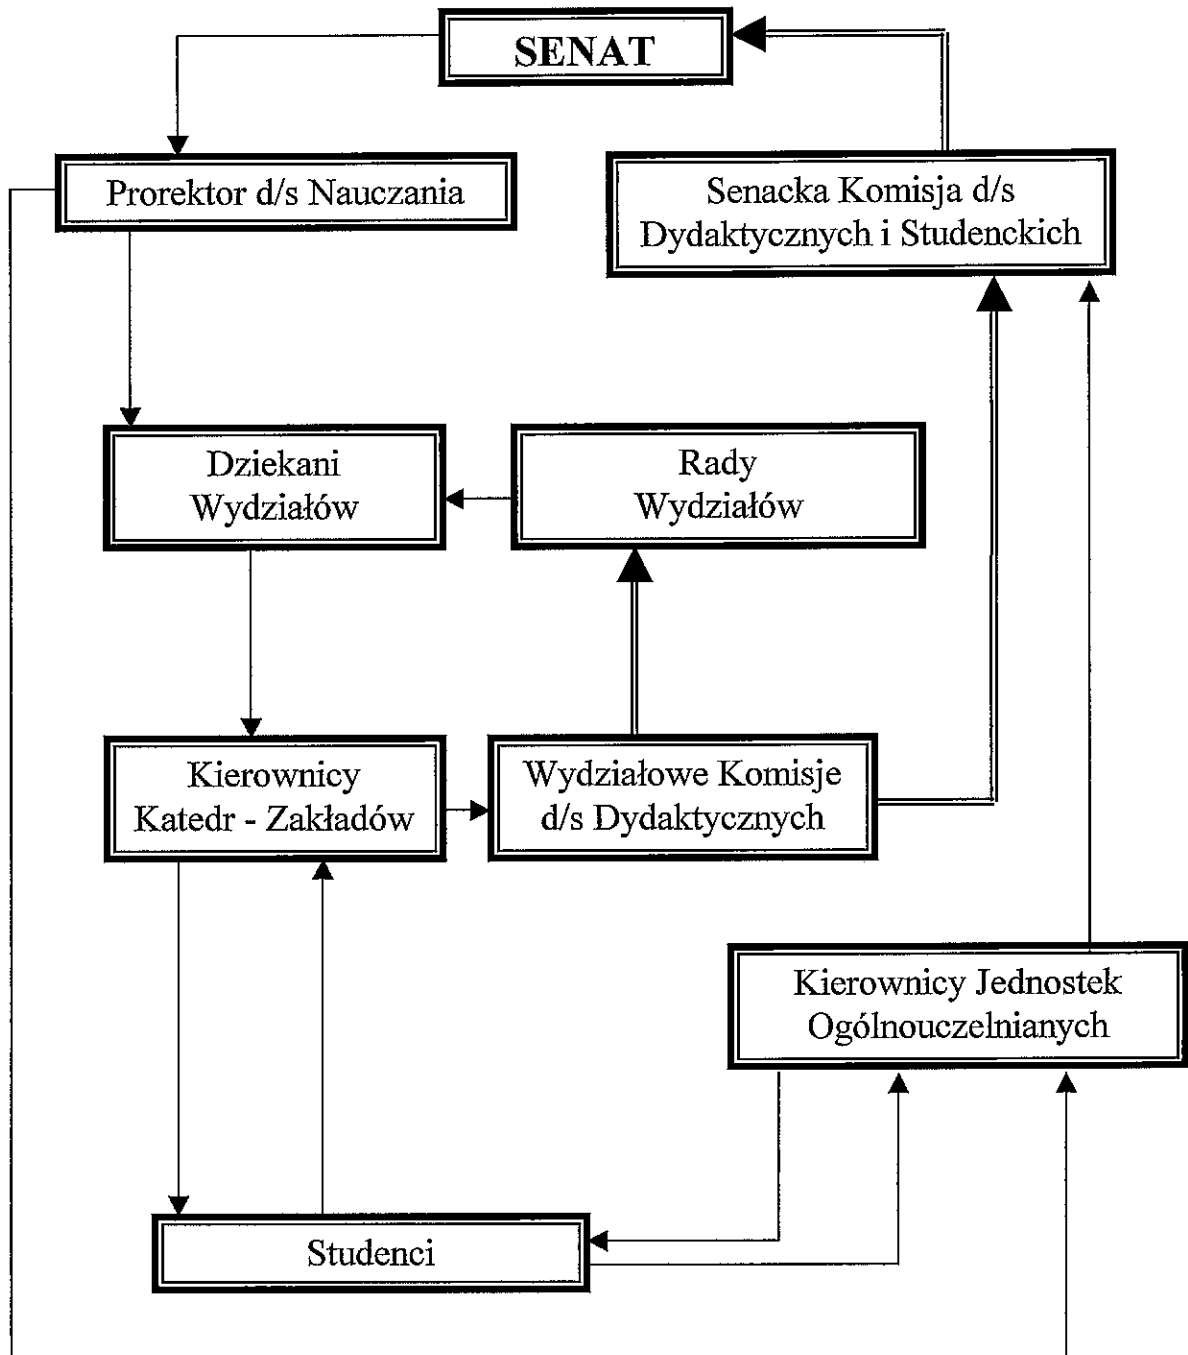 SENAT
Prorektor d/s Nauczania
Senacka Komisja d/s
Dydaktycznych i Studenckich
Dziekani
Wydziałów
Rady
Wydziałów
Kierownicy
Katedr - Zakładów
Wydziałowe Komisje
d/s Dydaktycznych
Kierownicy Jednostek
Ogólnouczelnianych
Studenci